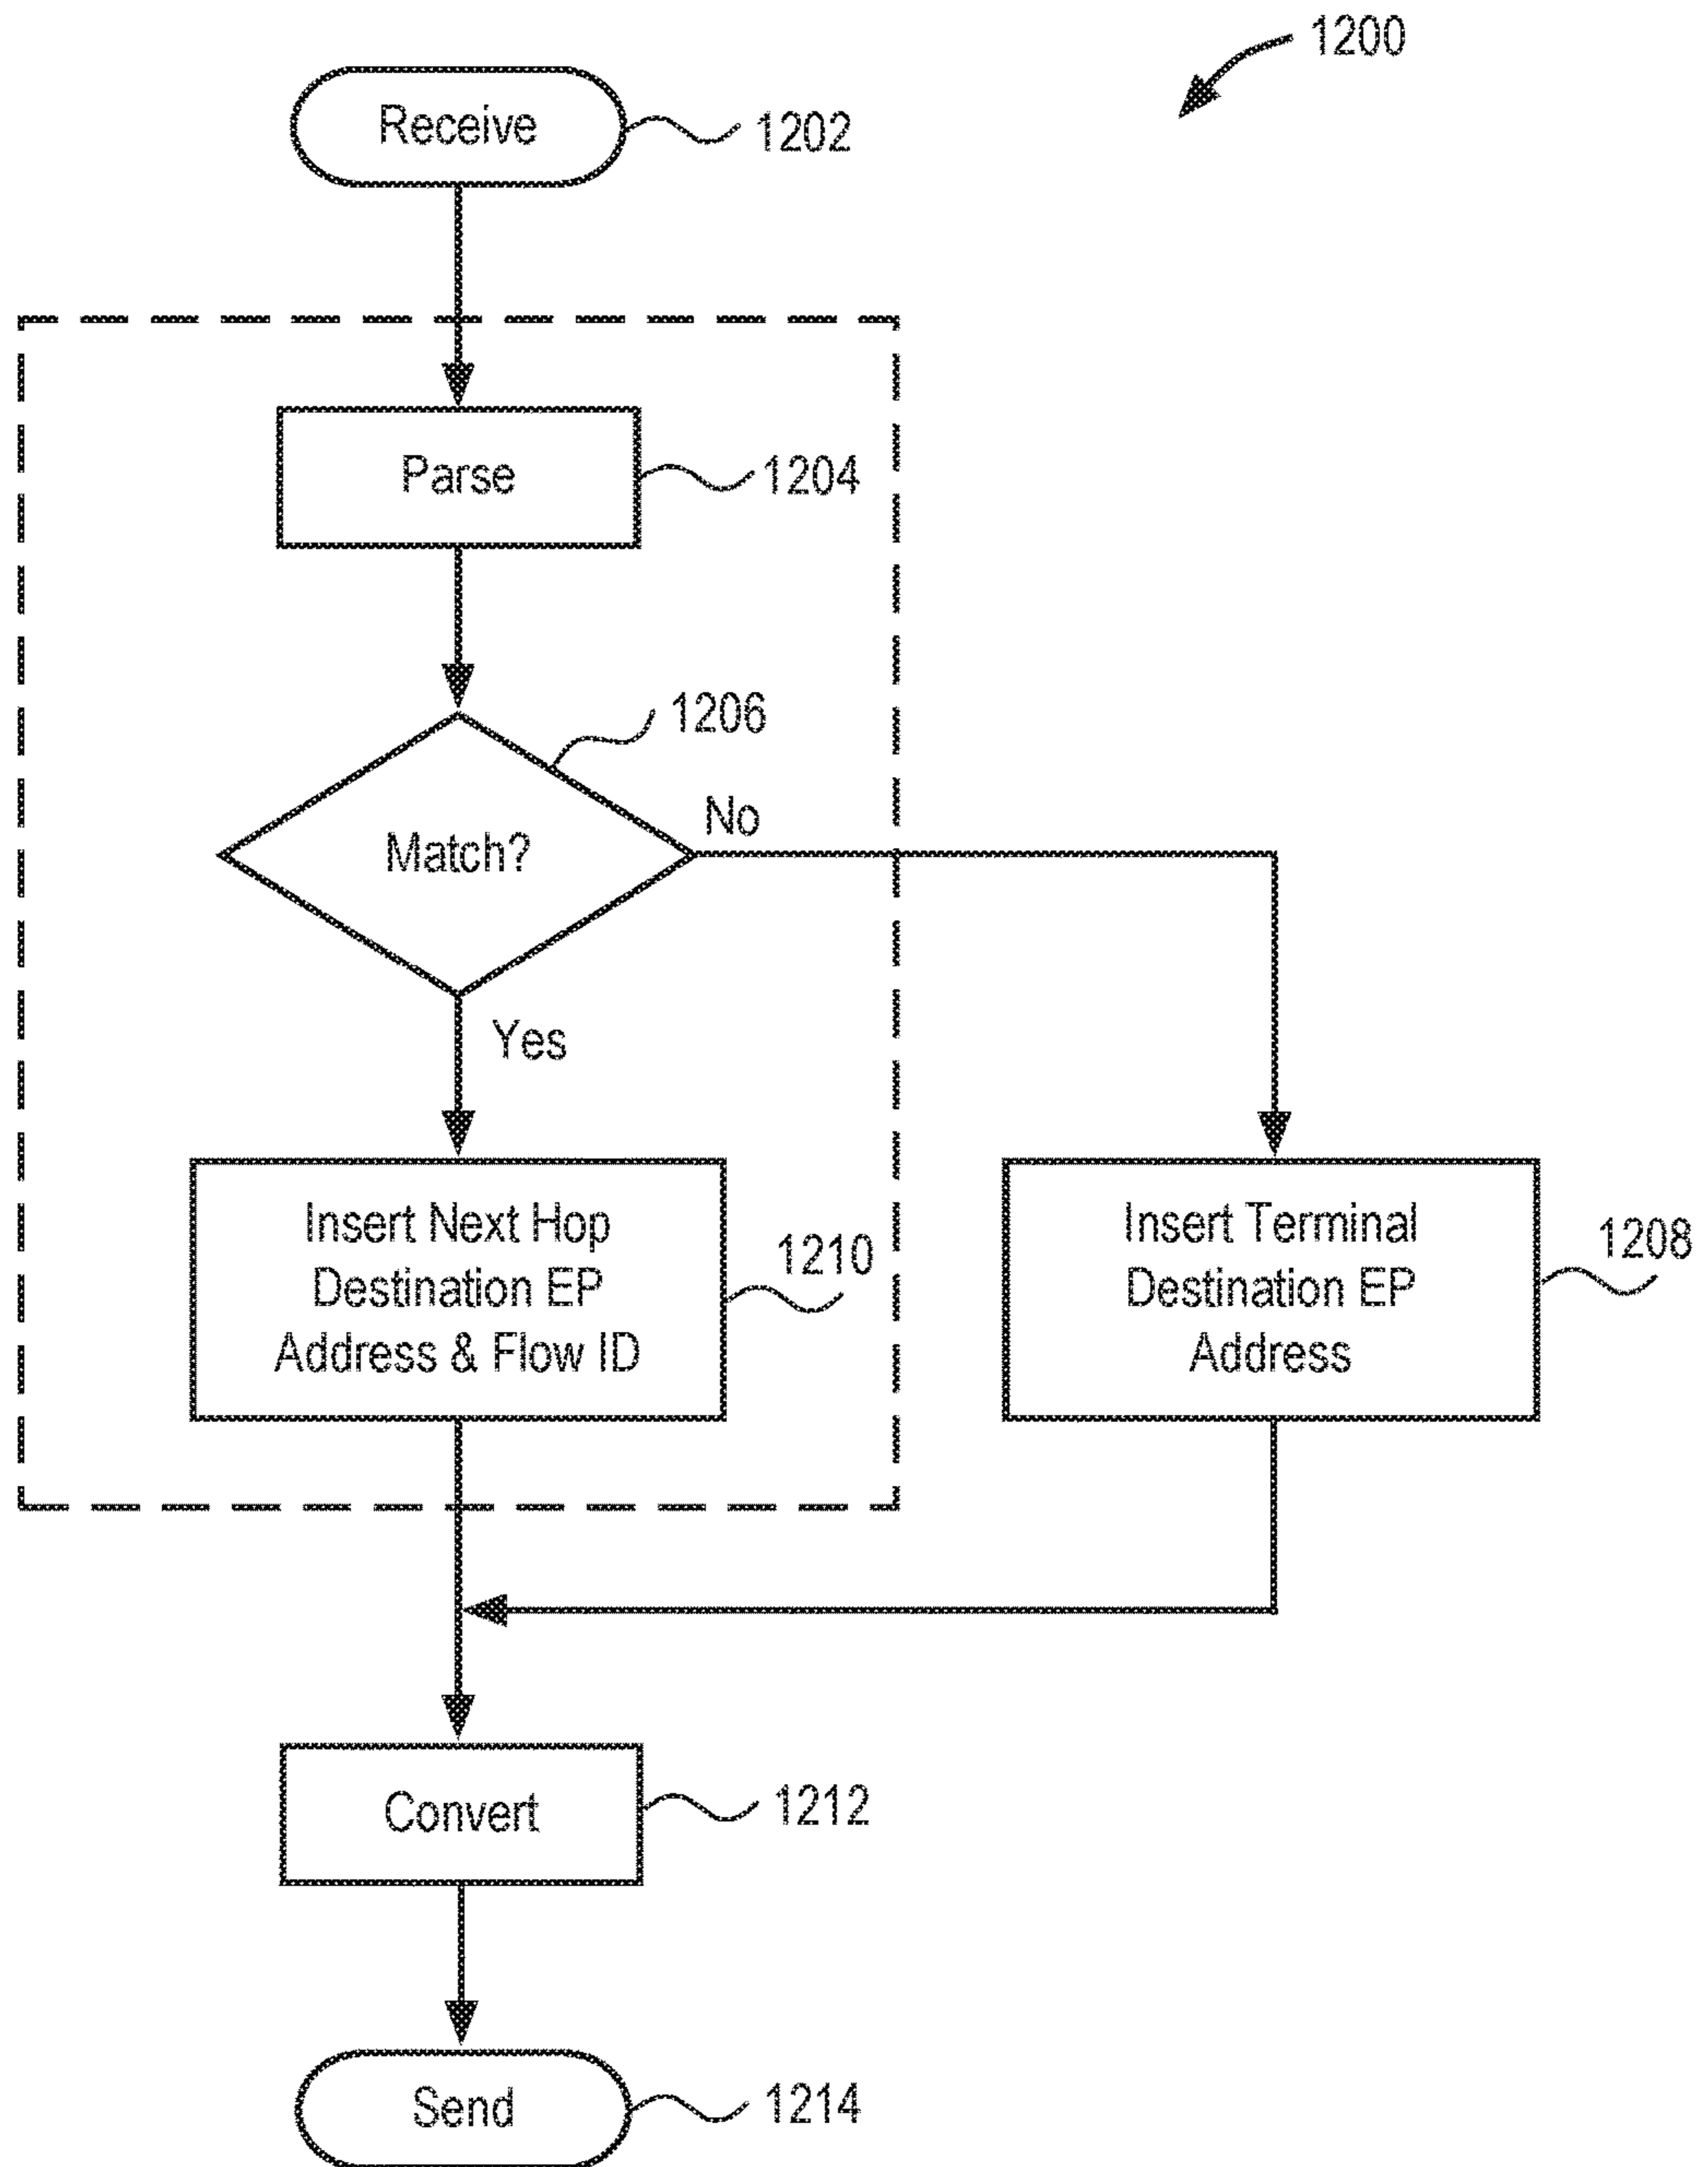 1200
Receive
1202
Parse
1204
1206
Match?
No
Yes
Insert Next Hop
Destination EP
Address & Flow ID
1210
Insert Terminal
Destination EP
Address
1208
Convert
1212
Send
1214